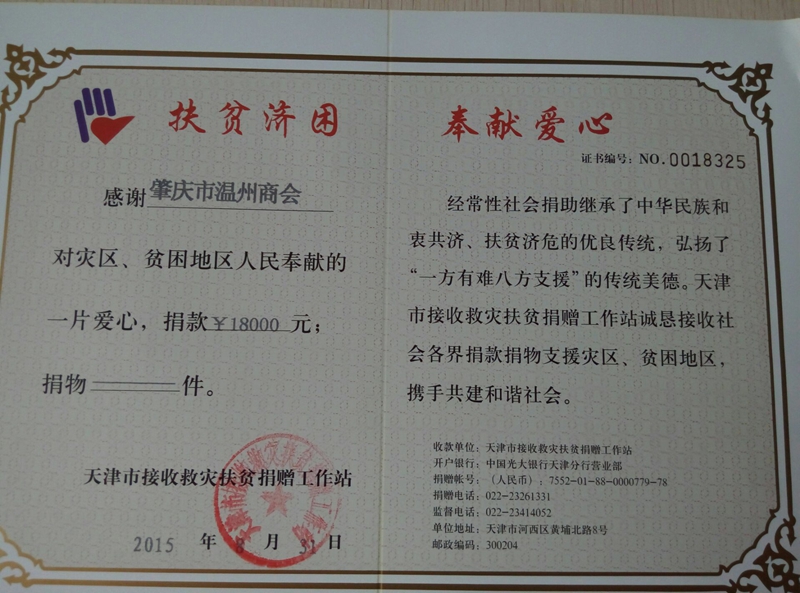 扶贫济困
感谢肇庆市温州商会
对灾区、贫困地区人民奉献的
一片爱心，捐款￥18000元；
捐物 件。
天津市接收救灾扶贫捐赠工作站
2015 年 8 月 31 日
奉献爱心
证书编号：NO.0018325
经常性社会捐助继承了中华民族和
衷共济、扶贫济危的优良传统，弘扬了
“一方有难八方支援”的传统美德。天津
市接收救灾扶贫捐赠工作站诚恳接收社
会各界捐款捐物支援灾区、贫困地区，
携手共建和谐社会。
收款单位：天津市接收救灾扶贫捐赠工作站
开户银行：中国光大银行天津分行营业部
捐赠帐号：（人民币）：7552-01-88-0000779-78
捐赠电话：022-23261331
监督电话：022-23414052
单位地址：天津市河西区黄埔北路8号
邮政编码：300204